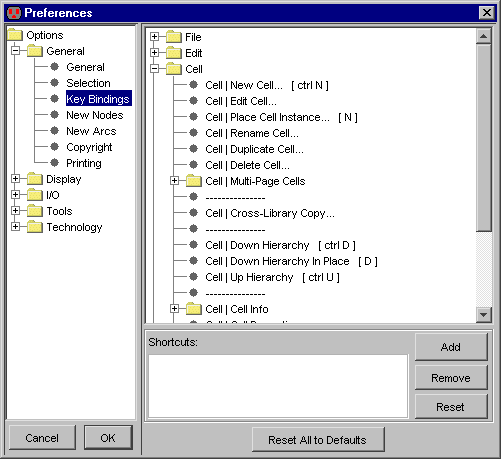 Preferences
Options
General
General
Selection
Key Bindings
New Nodes
New Arcs
Copyright
Printing
Display
I/O
Tools
Technology
Cancel
OK
File
Edit
Cell
Cell | New Cell... [ ctrl N ]
Cell | Edit Cell...
Cell | Place Cell Instance... [ N ]
Cell | Rename Cell...
Cell | Duplicate Cell...
Cell | Delete Cell...
Cell | Multi-Page Cells
---------------
Cell | Cross-Library Copy...
---------------
Cell | Down Hierarchy [ ctrl D ]
Cell | Down Hierarchy In Place [ D ]
Cell | Up Hierarchy [ ctrl U ]
---------------
Cell | Cell Info
Shortcuts:
Add
Remove
Reset
Reset All to Defaults